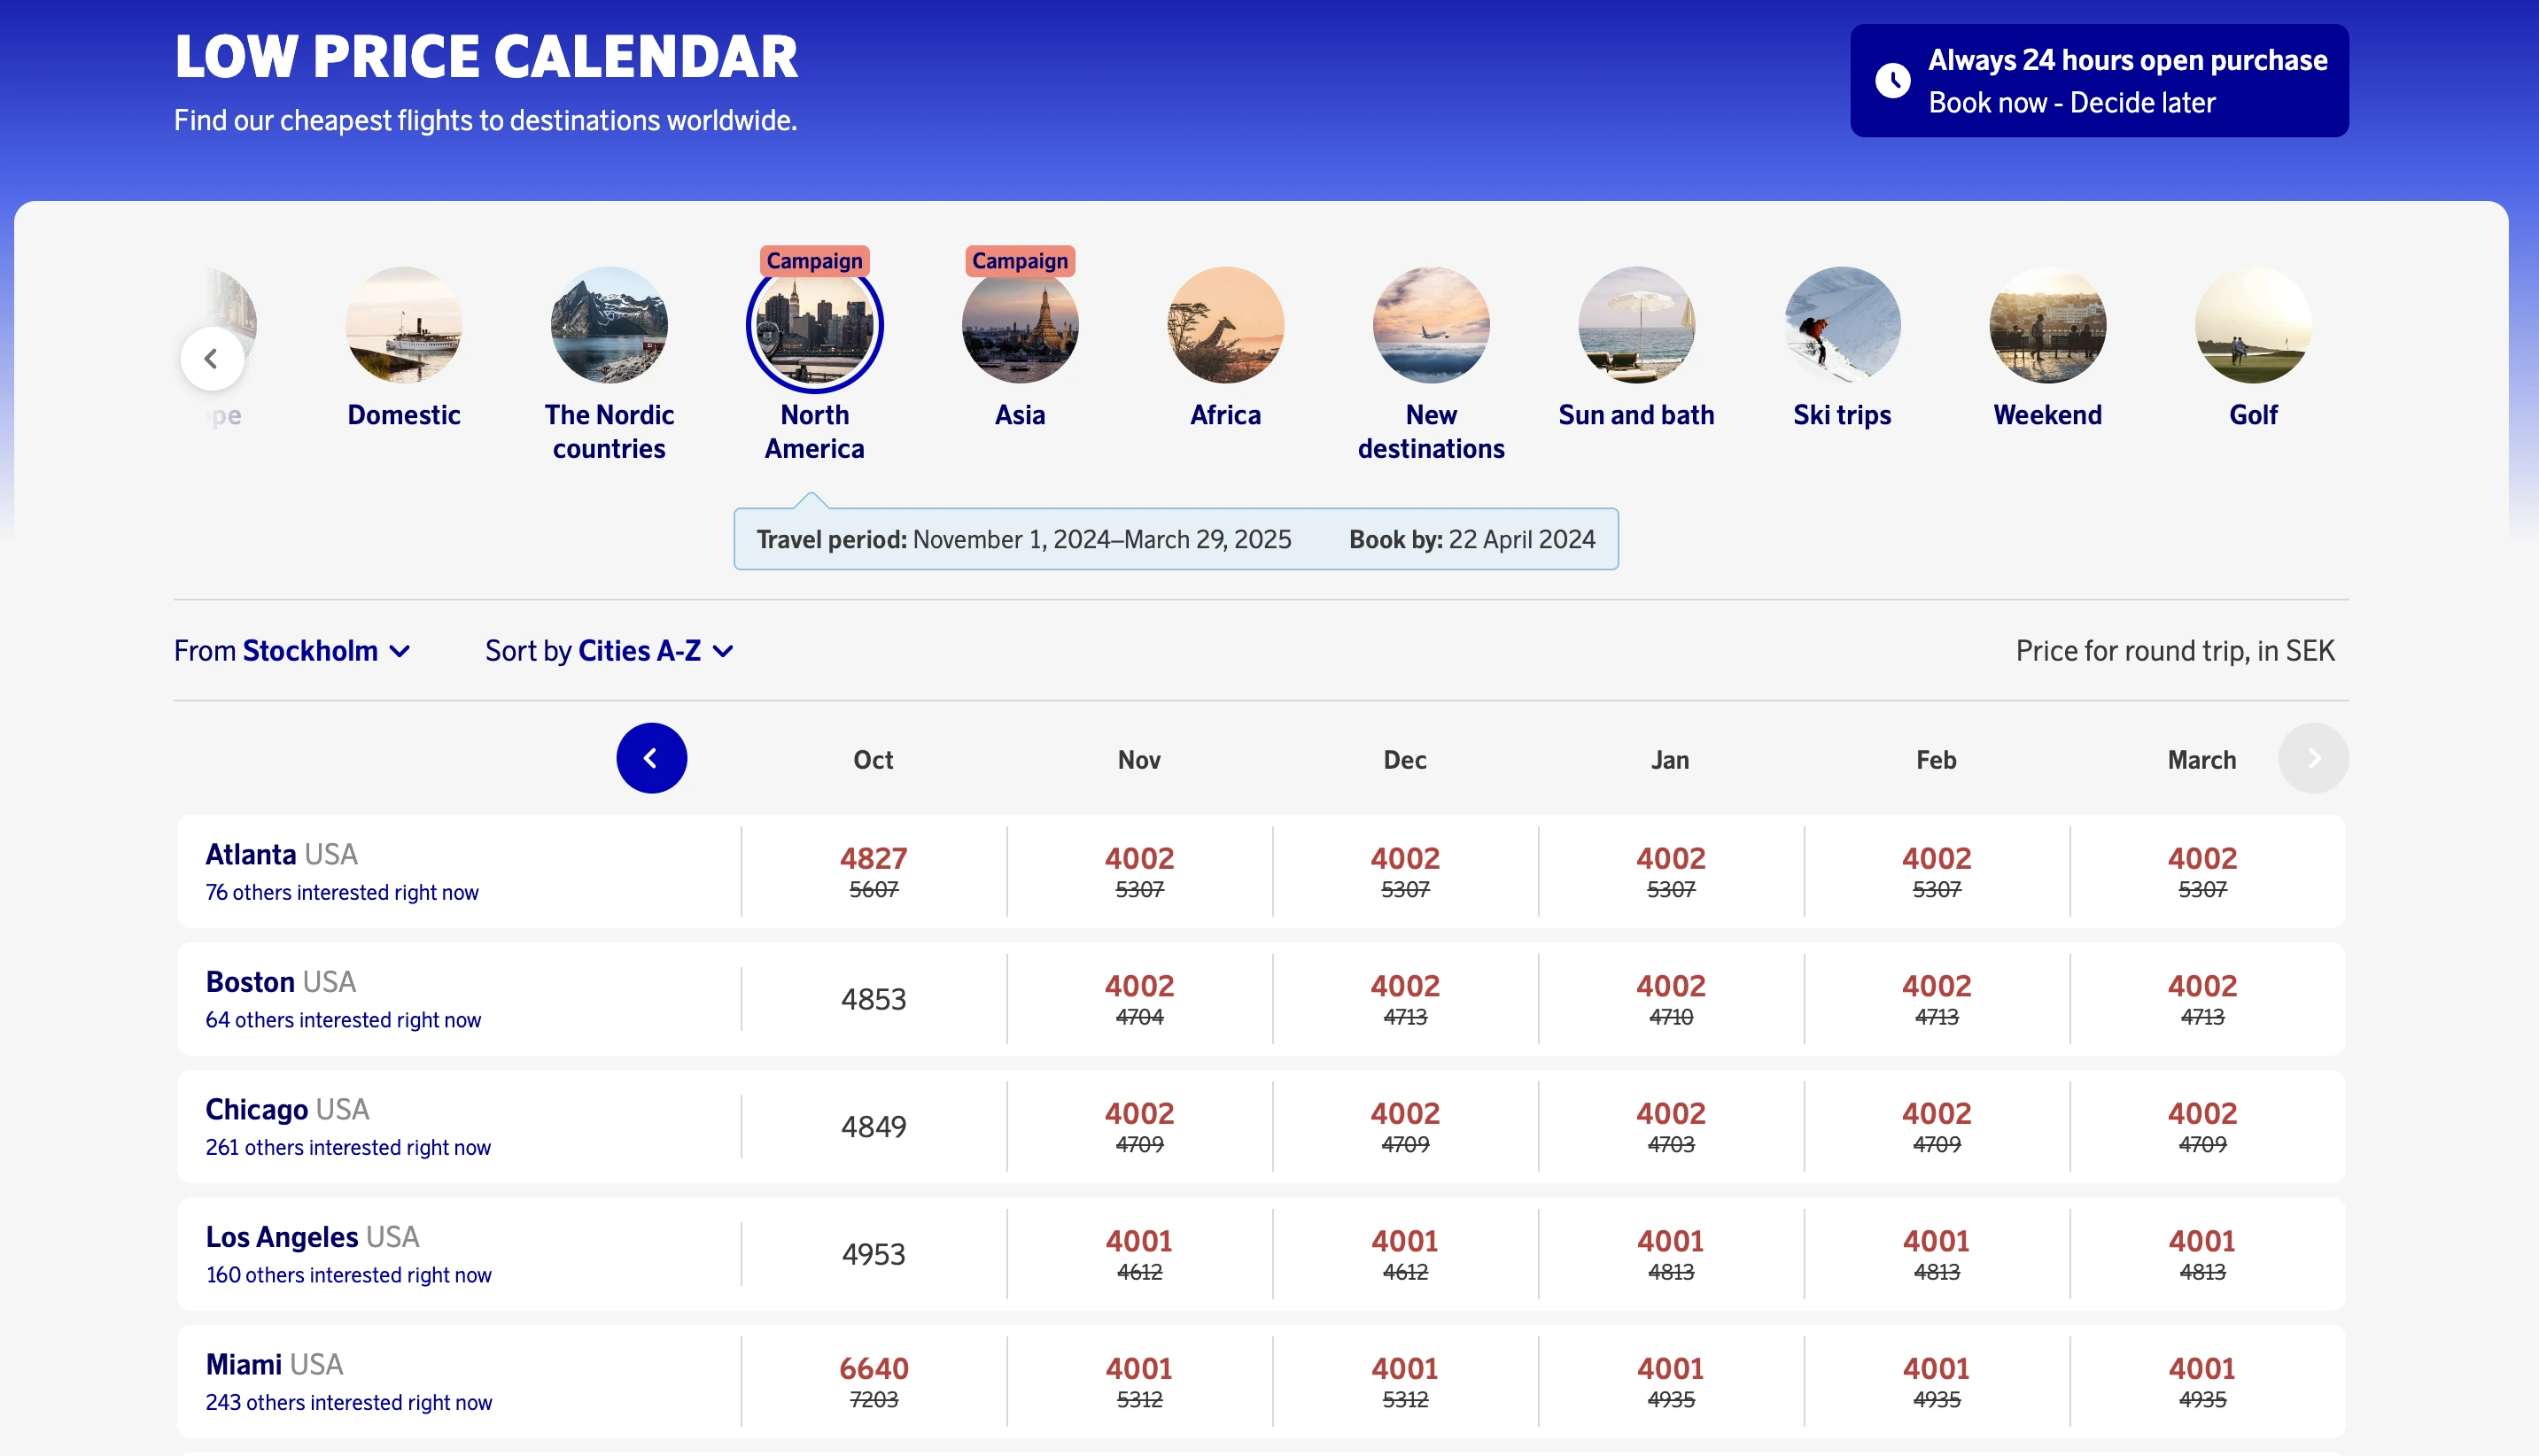 LOW PRICE CALENDAR
Find our cheapest flights to destinations worldwide.
Always 24 hours open purchase
Book now - Decide later
Campaign
Campaign
Domestic
The Nordic
countries
North
America
Asia
Africa
New
destinations
Sun and bath
Ski trips
Weekend
Golf
Travel period: November 1, 2024–March 29, 2025 Book by: 22 April 2024
From Stockholm Sort by Cities A-Z Price for round trip, in SEK
Oct Nov Dec Jan Feb March
Atlanta USA
76 others interested right now
4827 4002 4002 4002 4002 4002
5607 5307 5307 5307 5307 5307
Boston USA
64 others interested right now
4853 4002 4002 4002 4002 4002
4704 4713 4710 4713 4713
Chicago USA
261 others interested right now
4849 4002 4002 4002 4002 4002
4709 4709 4703 4709 4709
Los Angeles USA
160 others interested right now
4953 4001 4001 4001 4001 4001
4612 4612 4813 4813 4813
Miami USA
243 others interested right now
6640 4001 4001 4001 4001 4001
7203 5312 5312 4935 4935 4935